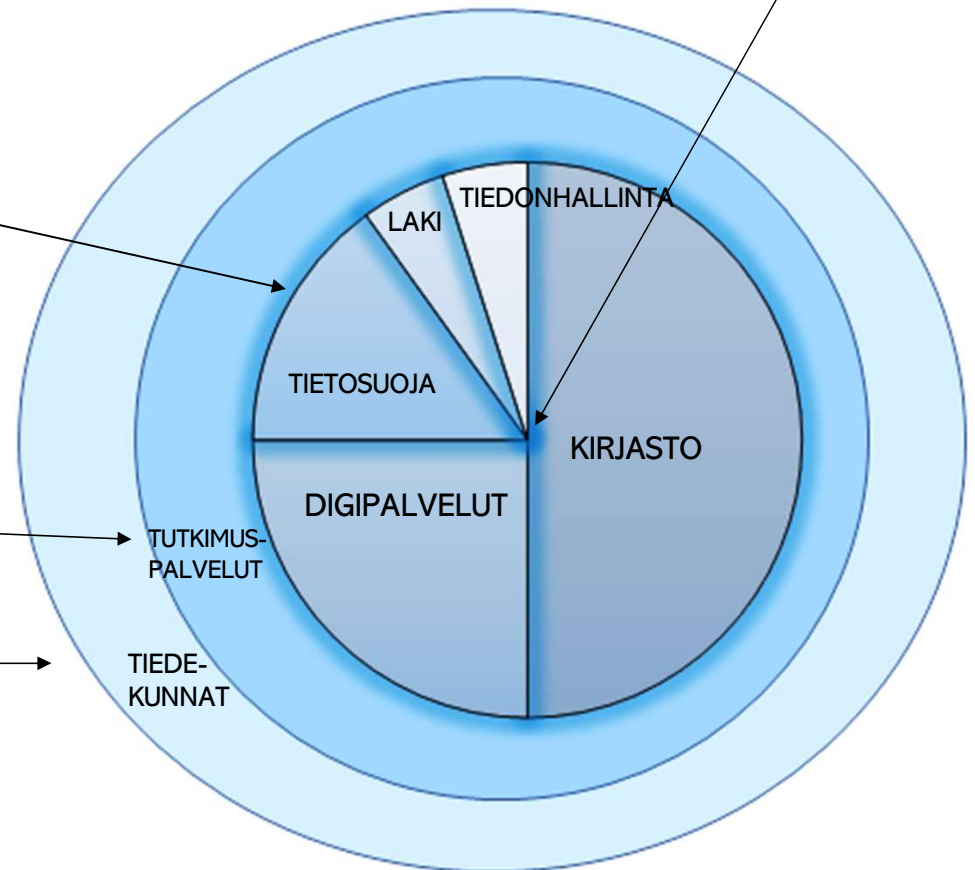 TIEDONHALLINTA
LAKI
TIETOSUOJA
KIRJASTO
DIGIPALVELUT
TUTKIMUS-
PALVELUT
TIEDE-
KUNNAT